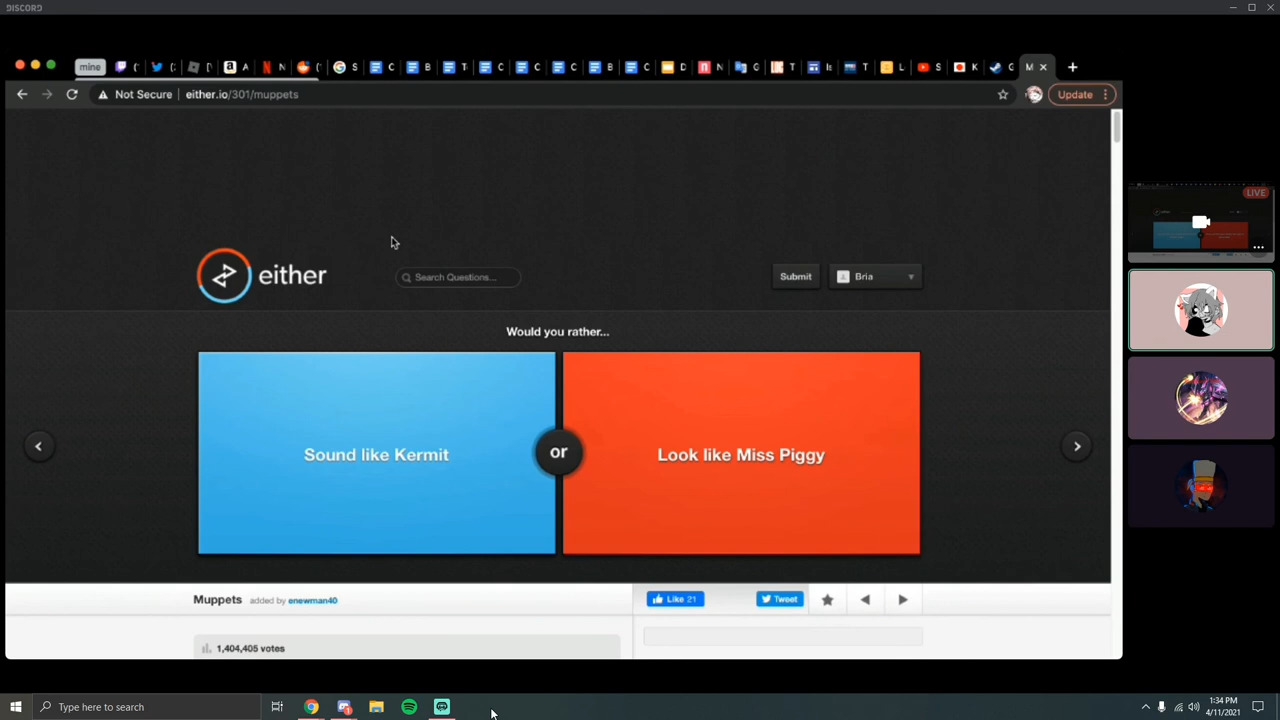 DISCORD
mine
Not Secure
either.io/301/muppets
Update
LIVE
either
Search Questions...
Submit
Bria
Would you rather...
Sound like Kermit
or
Look like Miss Piggy
Muppets added by enewman40
Like 21
Tweet
1,404,405 votes
Type here to search
1:34 PM
4/11/2021